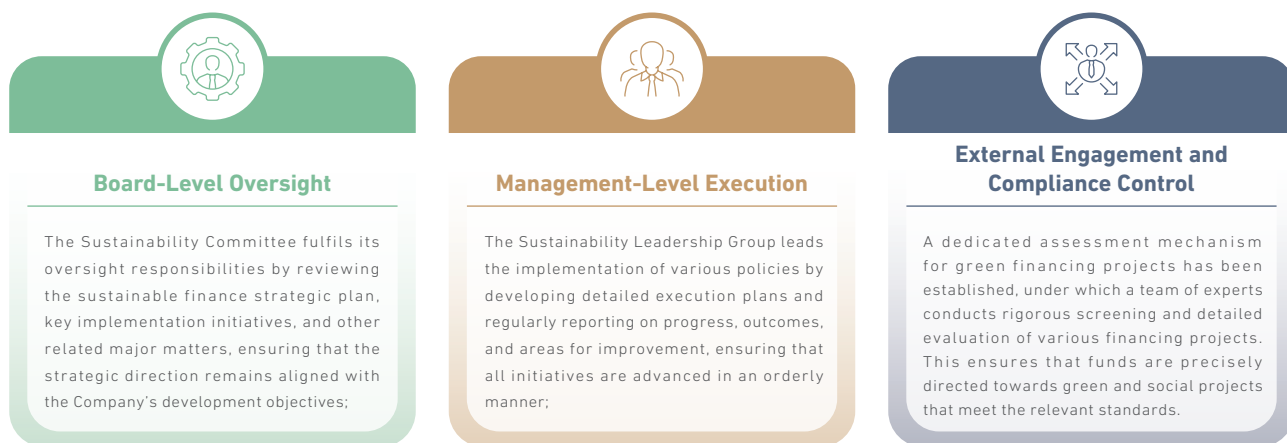 Board-Level Oversight
The Sustainability Committee fulfils its
oversight responsibilities by reviewing
the sustainable finance strategic plan,
key implementation initiatives, and other
related major matters, ensuring that the
strategic direction remains aligned with
the Company's development objectives;
Management-Level Execution
The Sustainability Leadership Group leads
the implementation of various policies by
developing detailed execution plans and
regularly reporting on progress, outcomes,
and areas for improvement, ensuring that
all initiatives are advanced in an orderly
manner;
External Engagement and
Compliance Control
A dedicated assessment mechanism
for green financing projects has been
established, under which a team of experts
conducts rigorous screening and detailed
evaluation of various financing projects.
This ensures that funds are precisely
directed towards green and social projects
that meet the relevant standards.